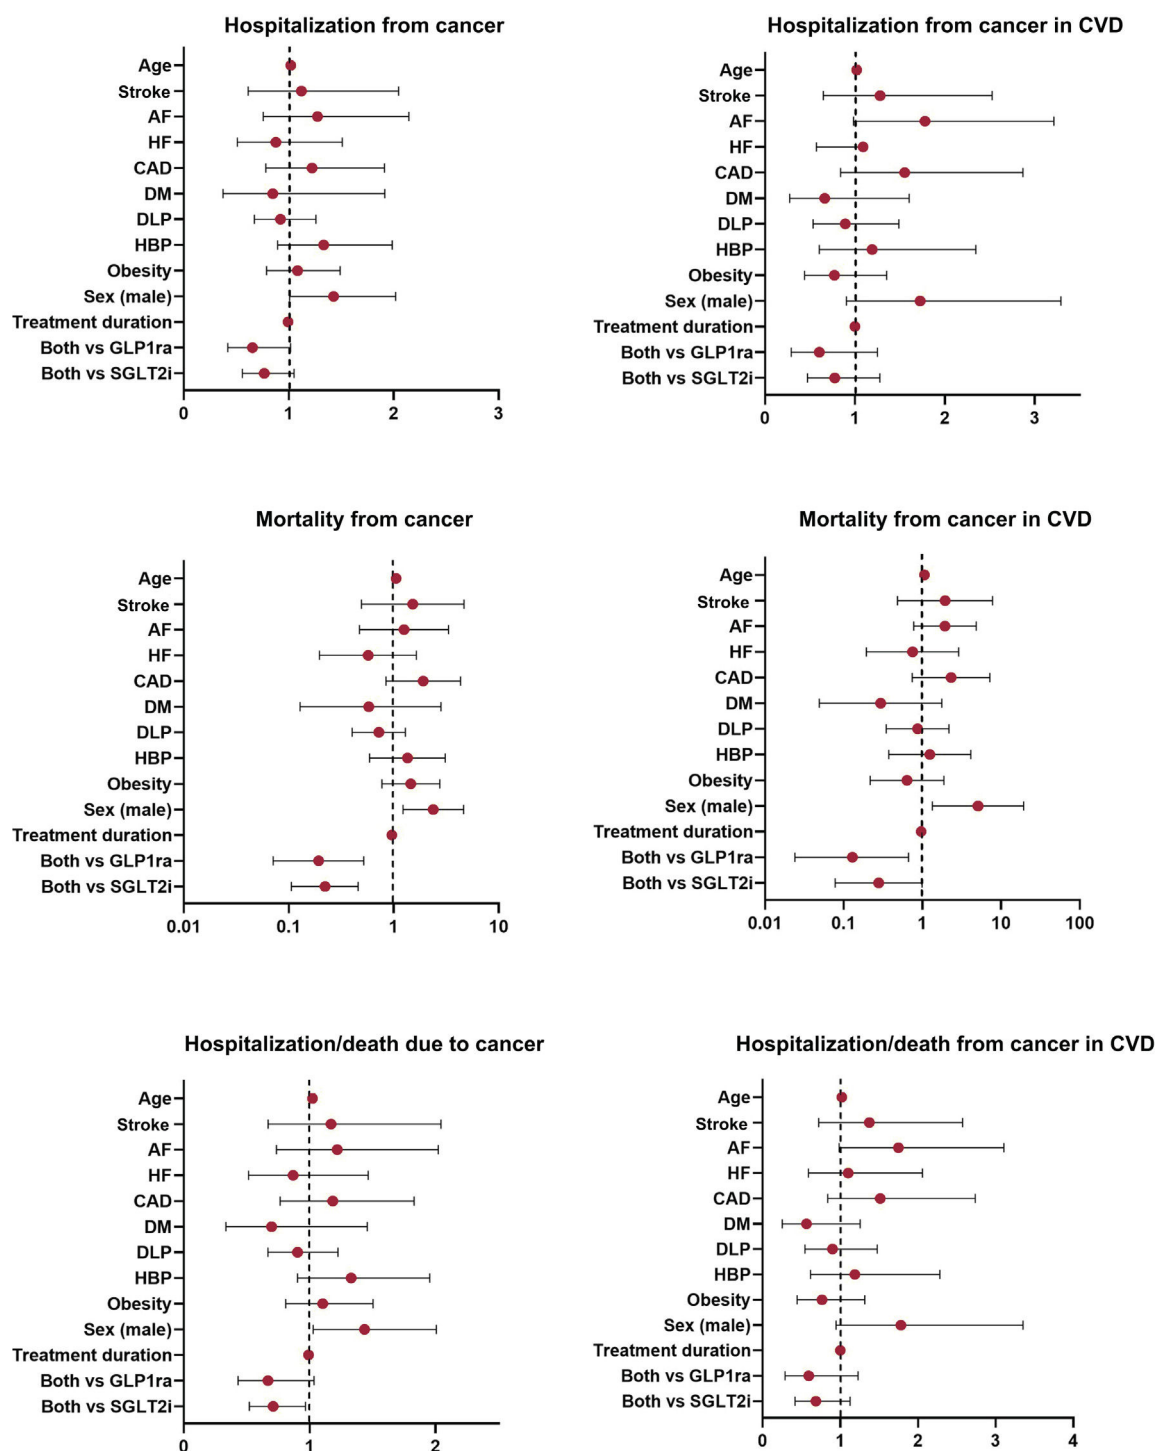 Hospitalization from cancer
Age
Stroke
AF
HF
CAD
DM
DLP
HBP
Obesity
Sex (male)
Treatment duration
Both vs GLP1ra
Both vs SGLT2i
0 1 2 3
Hospitalization from cancer in CVD
Age
Stroke
AF
HF
CAD
DM
DLP
HBP
Obesity
Sex (male)
Treatment duration
Both vs GLP1ra
Both vs SGLT2i
0 1 2 3
Mortality from cancer
Age
Stroke
AF
HF
CAD
DM
DLP
HBP
Obesity
Sex (male)
Treatment duration
Both vs GLP1ra
Both vs SGLT2i
0.01 0.1 1 10
Mortality from cancer in CVD
Age
Stroke
AF
HF
CAD
DM
DLP
HBP
Obesity
Sex (male)
Treatment duration
Both vs GLP1ra
Both vs SGLT2i
0.01 0.1 1 10 100
Hospitalization/death due to cancer
Age
Stroke
AF
HF
CAD
DM
DLP
HBP
Obesity
Sex (male)
Treatment duration
Both vs GLP1ra
Both vs SGLT2i
0 1 2
Hospitalization/death from cancer in CVD
Age
Stroke
AF
HF
CAD
DM
DLP
HBP
Obesity
Sex (male)
Treatment duration
Both vs GLP1ra
Both vs SGLT2i
0 1 2 3 4